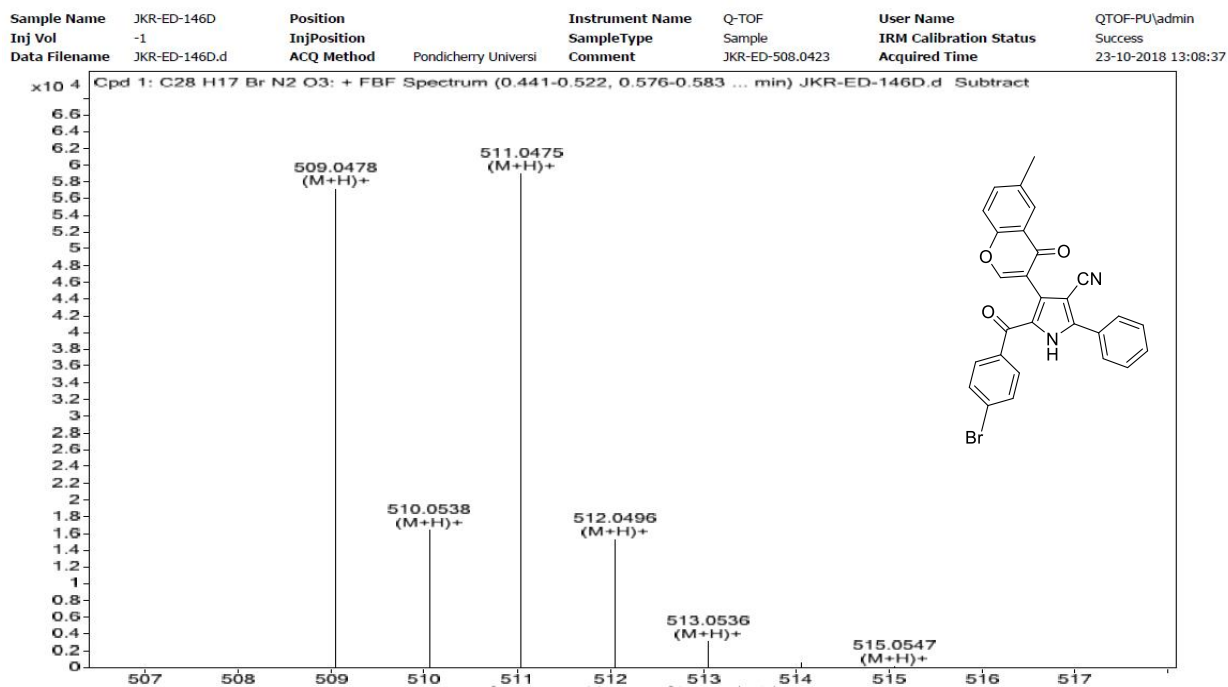 Sample Name JKR-ED-146D Position Instrument Name Q-TOF User Name QTOF-PU\admin
Inj Vol -1 InjPosition SampleType Sample IRM Calibration Status Success
Data Filename JKR-ED-146D.d ACQ Method Pondicherry Universi Comment JKR-ED-508.0423 Acquired Time 23-10-2018 13:08:37
x10 4 Cpd 1: C28 H17 Br N2 O3: + FBF Spectrum (0.441-0.522, 0.576-0.583 ... min) JKR-ED-146D.d Subtract
6.6
6.4
6.2
6
5.8
5.6
5.4
5.2
5
4.8
4.6
4.4
4.2
4
3.8
3.6
3.4
3.2
3
2.8
2.6
2.4
2.2
2
1.8
1.6
1.4
1.2
1
0.8
0.6
0.4
0.2
0
509.0478
(M+H)+
511.0475
(M+H)+
510.0538
(M+H)+
512.0496
(M+H)+
513.0536
(M+H)+
515.0547
(M+H)+
O
O
CN
O
N
H
Br
507 508 509 510 511 512 513 514 515 516 517